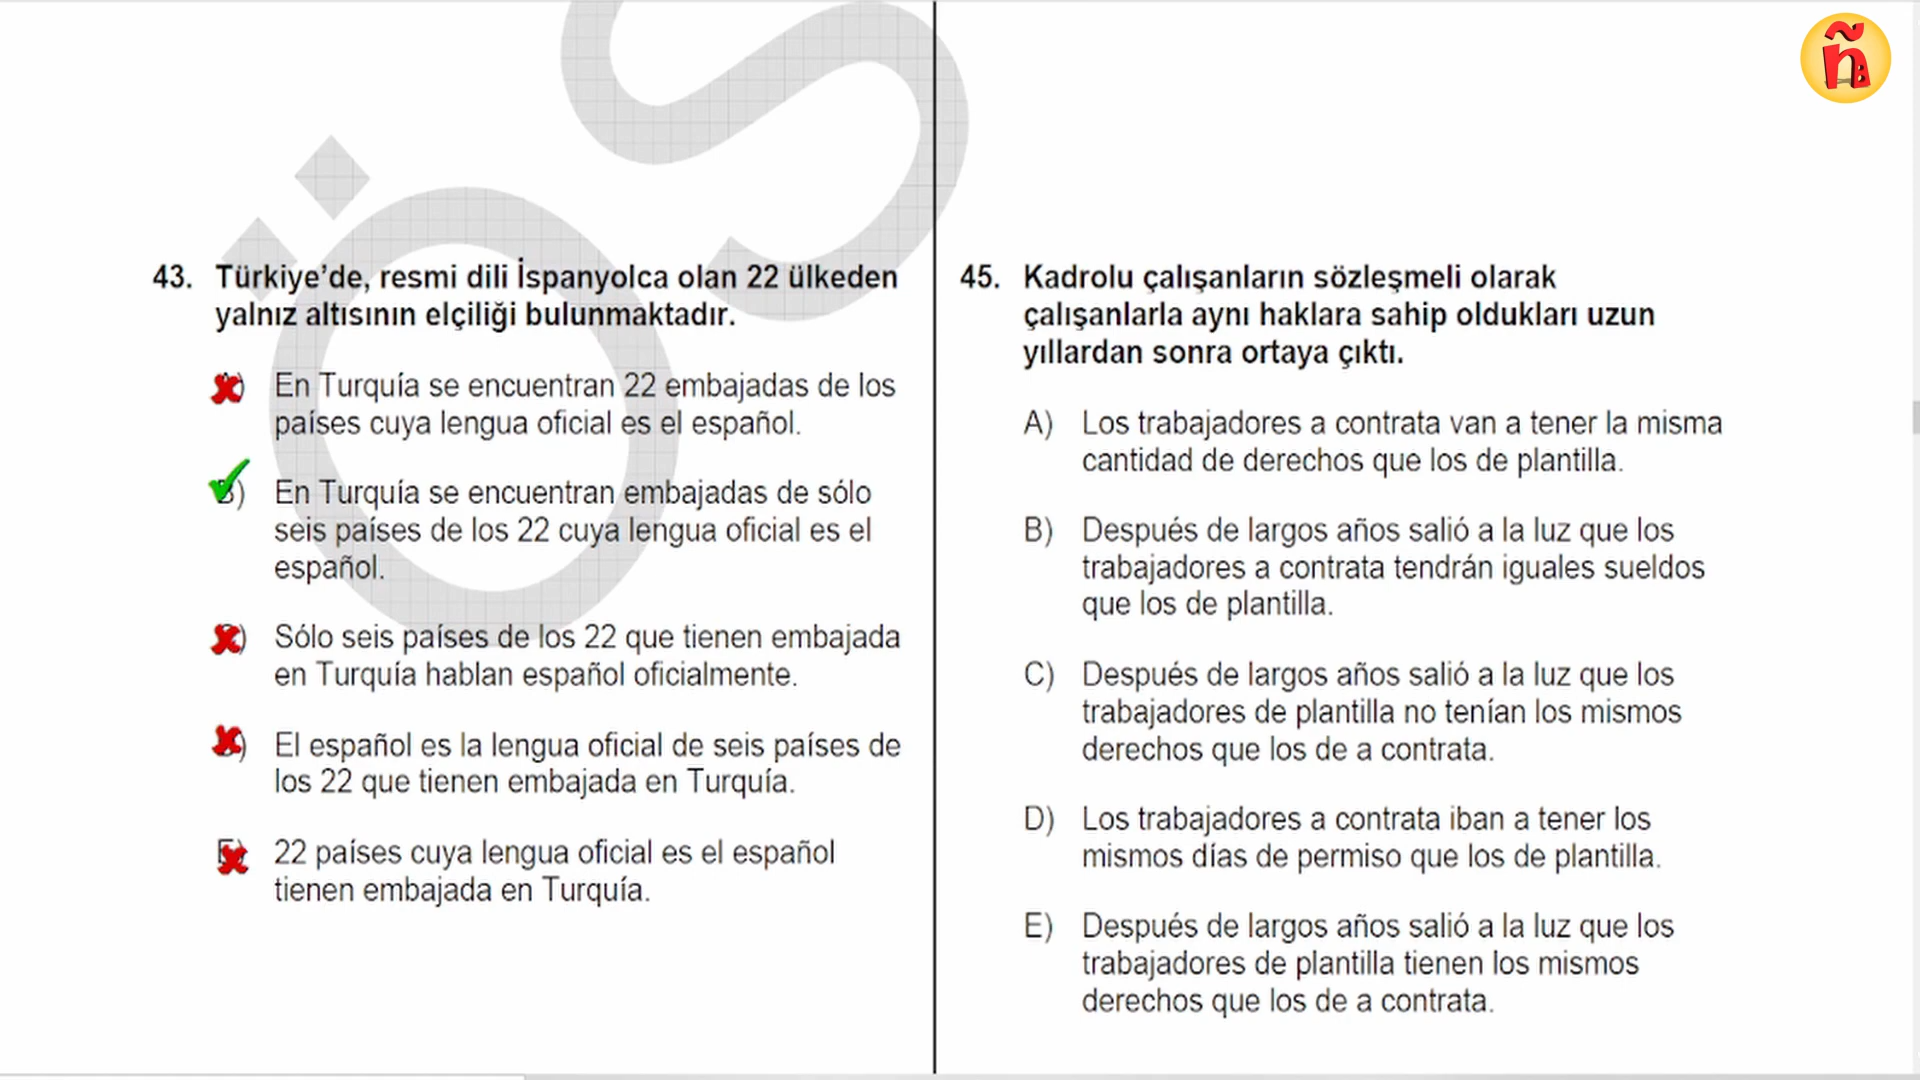 ñ
ÖS
43. Türkiye'de, resmi dili İspanyolca olan 22 ülkeden
yalnız altısının elçiliği bulunmaktadır.
En Turquía se encuentran 22 embajadas de los
países cuya lengua oficial es el español.
B) En Turquía se encuentran embajadas de sólo
seis países de los 22 cuya lengua oficial es el
español.
Sólo seis países de los 22 que tienen embajada
en Turquía hablan español oficialmente.
El español es la lengua oficial de seis países de
los 22 que tienen embajada en Turquía.
E) 22 países cuya lengua oficial es el español
tienen embajada en Turquía.
45. Kadrolu çalışanların sözleşmeli olarak
çalışanlarla aynı haklara sahip oldukları uzun
yıllardan sonra ortaya çıktı.
A) Los trabajadores a contrata van a tener la misma
cantidad de derechos que los de plantilla.
B) Después de largos años salió a la luz que los
trabajadores a contrata tendrán iguales sueldos
que los de plantilla.
C) Después de largos años salió a la luz que los
trabajadores de plantilla no tenían los mismos
derechos que los de a contrata.
D) Los trabajadores a contrata iban a tener los
mismos días de permiso que los de plantilla.
E) Después de largos años salió a la luz que los
trabajadores de plantilla tienen los mismos
derechos que los de a contrata.